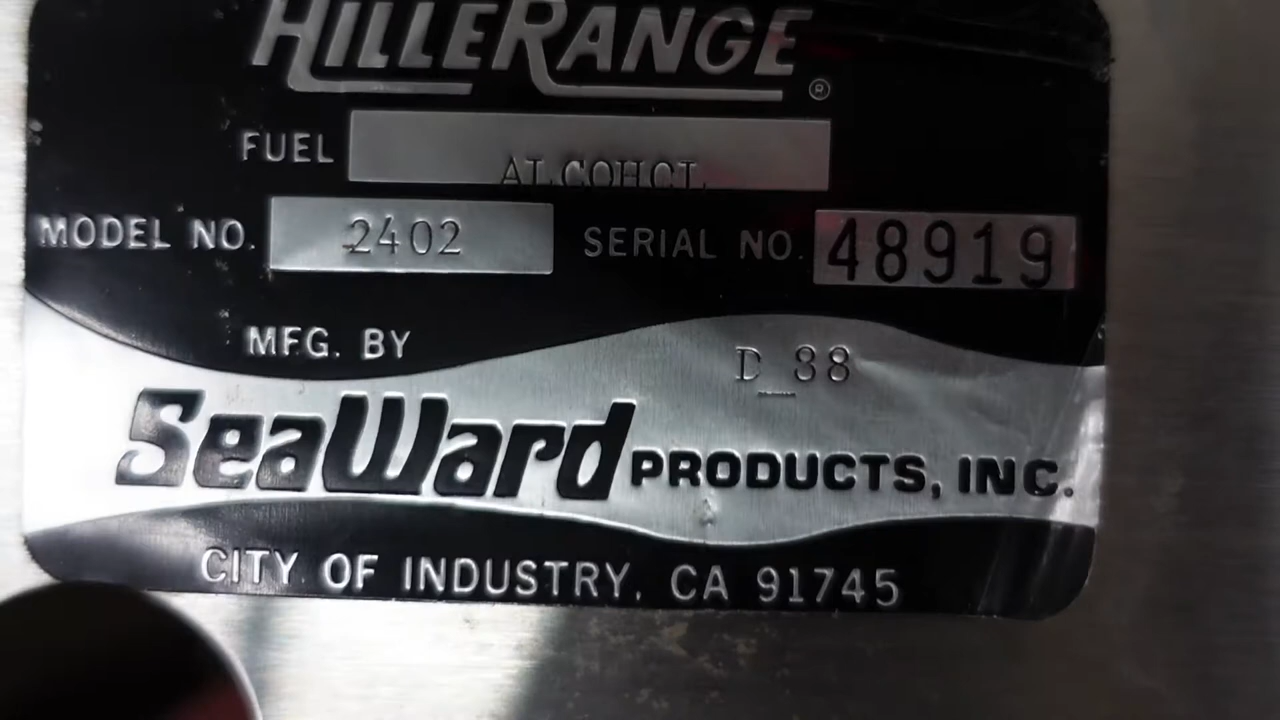 HILLERANGE ®
FUEL ALCOHOL
MODEL NO. 2402 SERIAL NO. 48919
MFG. BY D_88
SeaWard PRODUCTS, INC.
CITY OF INDUSTRY, CA 91745